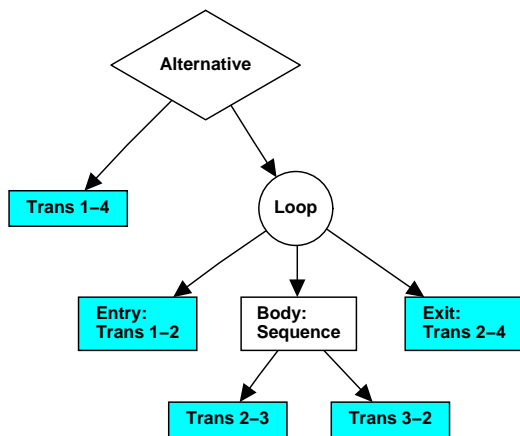 Alternative
Trans 1–4
Loop
Entry:
Trans 1–2
Body:
Sequence
Exit:
Trans 2–4
Trans 2–3
Trans 3–2